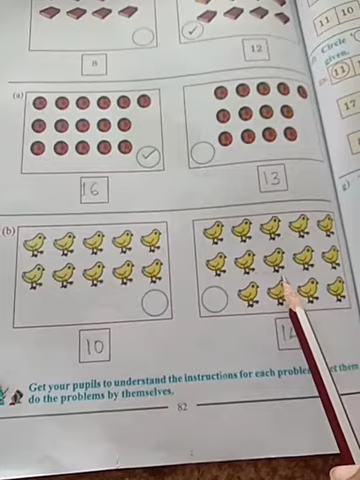 8
12
11 10
Circle
given.
11
(a)
16
13
17
g)
(b)
10
Get your pupils to understand the instructions for each
do the problems by themselves.
82